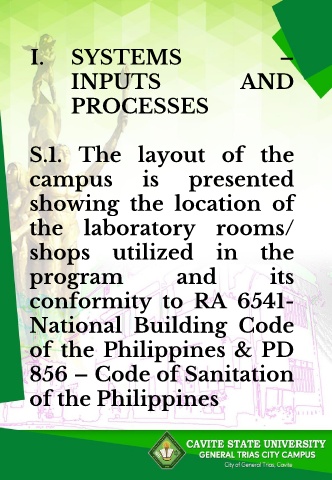 I. SYSTEMS –
INPUTS AND
PROCESSES
S.1. The layout of the
campus is presented
showing the location of
the laboratory rooms/
shops utilized in the
program and its
conformity to RA 6541-
National Building Code
of the Philippines & PD
856 – Code of Sanitation
of the Philippines
CAVITE STATE UNIVERSITY
GENERAL TRIAS CITY CAMPUS
City of General Trias, Cavite